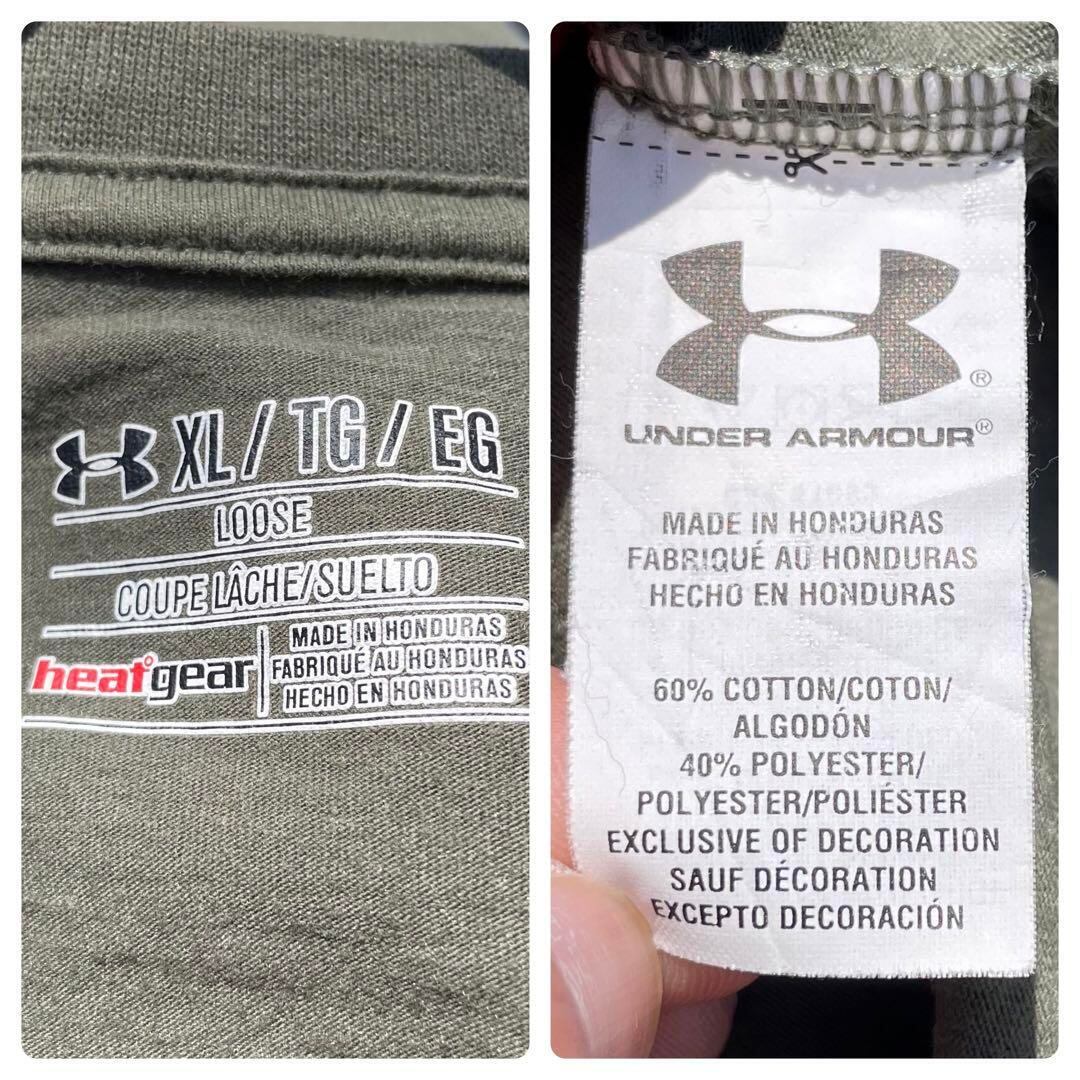 XL / TG / EG
LOOSE
COUPE LÂCHE/SUELTO
heat°gear
MADE IN HONDURAS
FABRIQUÉ AU HONDURAS
HECHO EN HONDURAS
®
UNDER ARMOUR®
MADE IN HONDURAS
FABRIQUÉ AU HONDURAS
HECHO EN HONDURAS
60% COTTON/COTON/
ALGODÓN
40% POLYESTER/
POLYESTER/POLIÉSTER
EXCLUSIVE OF DECORATION
SAUF DÉCORATION
EXCEPTO DECORACIÓN